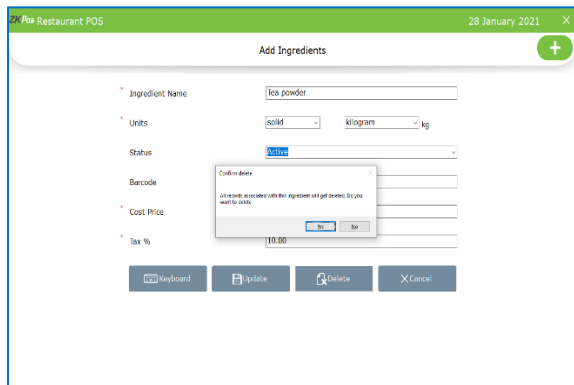 ZKPos Restaurant POS 28 January 2021 X
Add Ingredients +
* Ingredient Name Tea powder
* Units solid kilogram kg
Status Active
Confirm delete
Barcode
All records associated with this ingredient will get deleted, Do you
want to delete
* Cost Price
Yes No
* Tax % 10.00
Keyboard Update Delete X Cancel